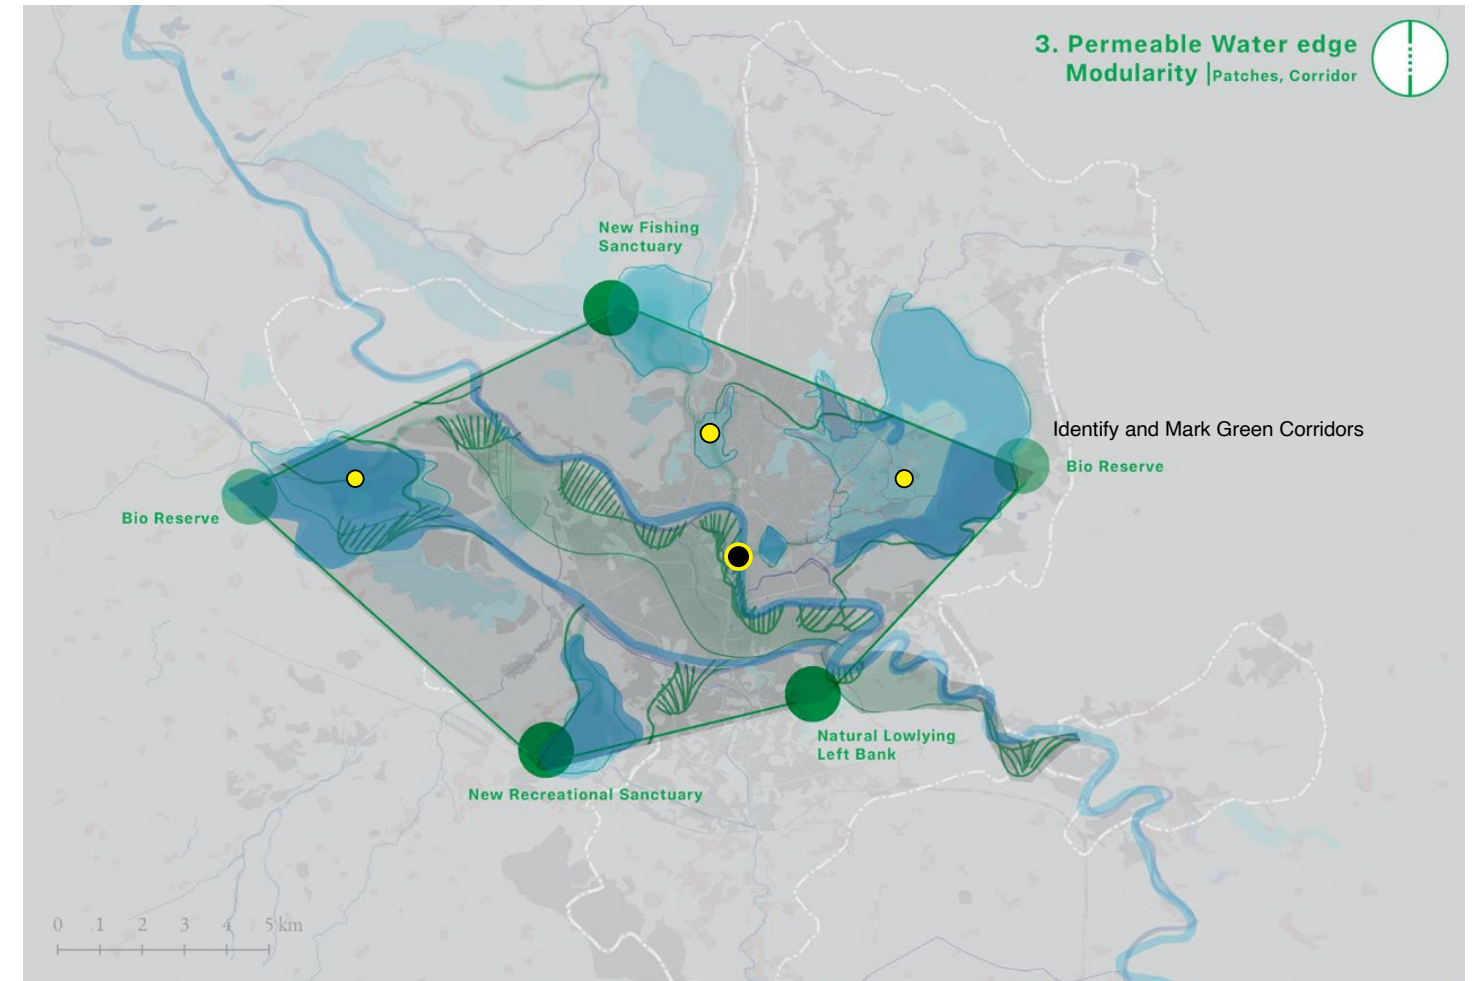 3. Permeable Water edge
Modularity |Patches, Corridor
New Fishing
Sanctuary
Identify and Mark Green Corridors
Bio Reserve
Bio Reserve
Natural Lowlying
Left Bank
New Recreational Sanctuary
0 1 2 3 4 5 km